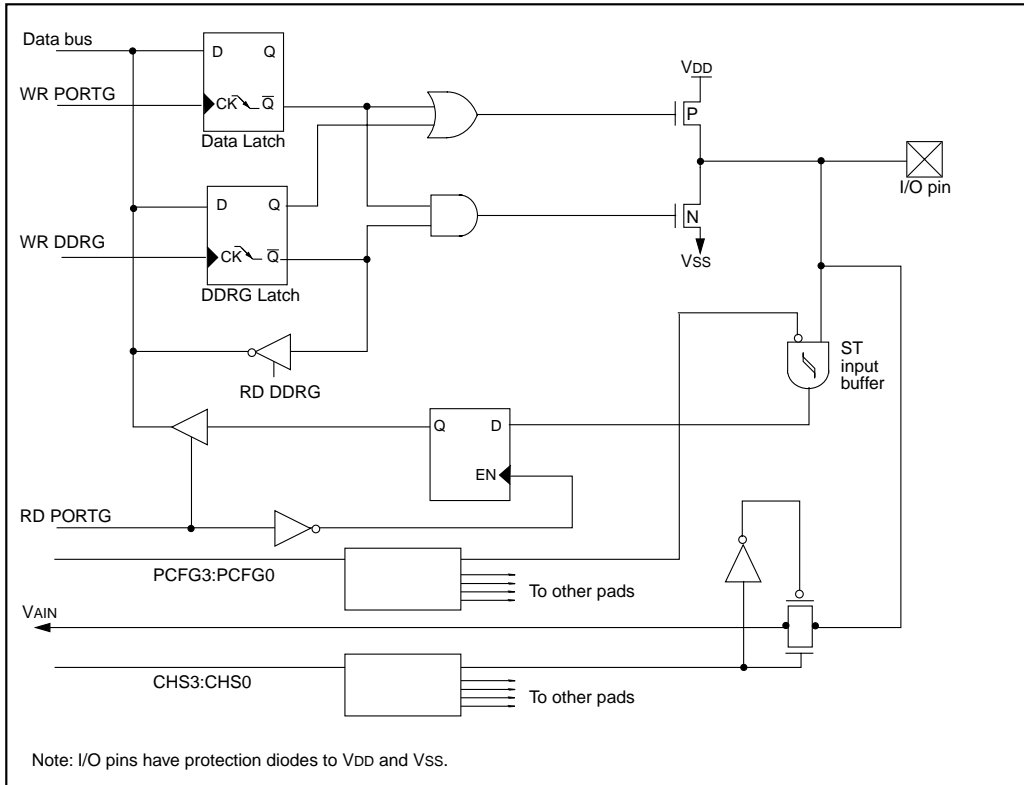 Data bus
D Q
VDD
WR PORTG
CK Q
P
Data Latch
I/O pin
D Q
N
WR DDRG
CK Q
VSS
DDRG Latch
ST
input
buffer
RD DDRG
Q D
EN
RD PORTG
PCFG3:PCFG0
To other pads
VAIN
CHS3:CHS0
To other pads
Note: I/O pins have protection diodes to VDD and VSS.